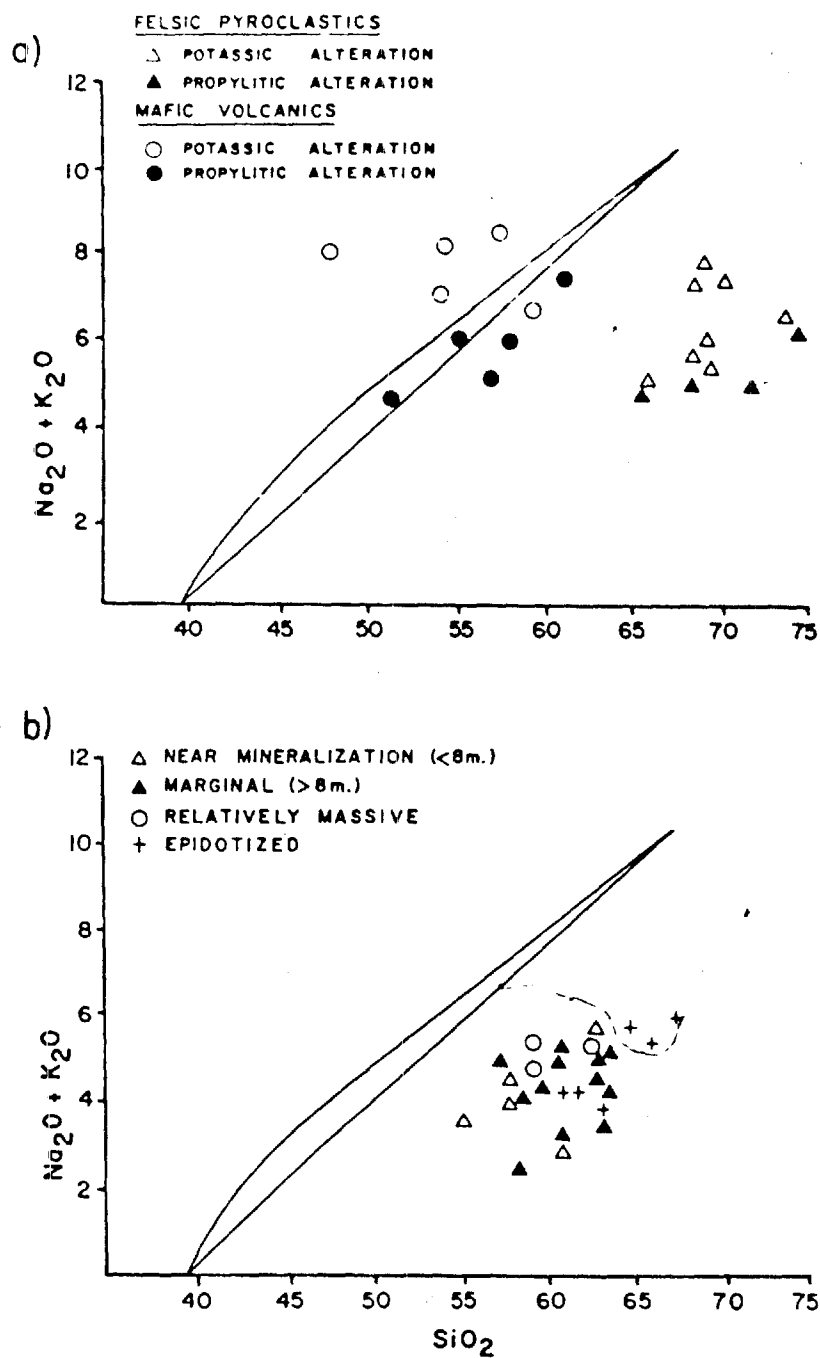 a)
FELSIC PYROCLASTICS
POTASSIC ALTERATION
PROPYLITIC ALTERATION
MAFIC VOLCANICS
POTASSIC ALTERATION
PROPYLITIC ALTERATION
12
10
8
6
4
2
Na2O + K2O
40 45 50 55 60 65 70 75
b)
NEAR MINERALIZATION (<8m.)
MARGINAL (>8m.)
RELATIVELY MASSIVE
EPIDOTIZED
12
10
8
6
4
2
Na2O + K2O
40 45 50 55 60 65 70 75
SiO2